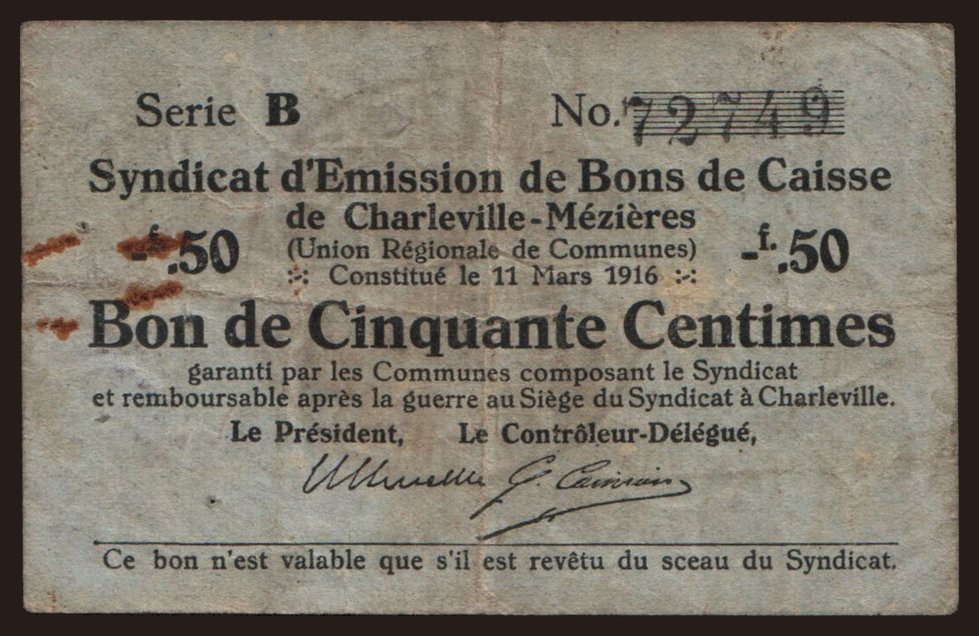 Serie B No. 72749
Syndicat d'Emission de Bons de Caisse
de Charleville-Mézières
(Union Régionale de Communes)
-f.50 -f.50
Constitué le 11 Mars 1916
Bon de Cinquante Centimes
garanti par les Communes composant le Syndicat
et remboursable après la guerre au Siège du Syndicat à Charleville.
Le Président, Le Contrôleur-Délégué,
Ce bon n'est valable que s'il est revêtu du sceau du Syndicat.